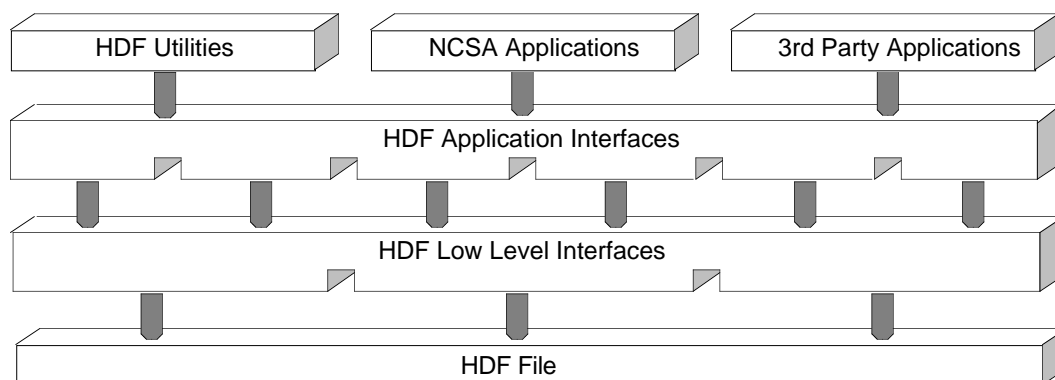 HDF Utilities
NCSA Applications
3rd Party Applications
HDF Application Interfaces
HDF Low Level Interfaces
HDF File